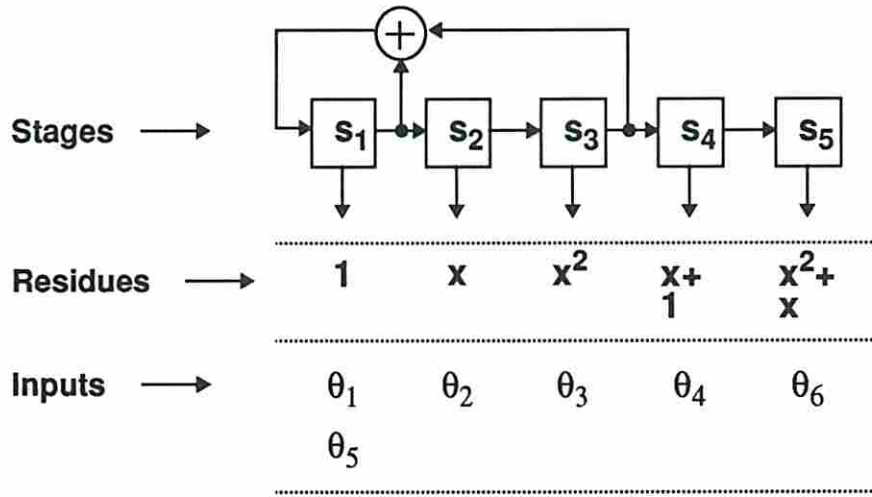 +
Stages s₁ s₂ s₃ s₄ s₅
Residues 1 x x² x+ x²+
1 x
Inputs θ₁ θ₂ θ₃ θ₄ θ₆
θ₅